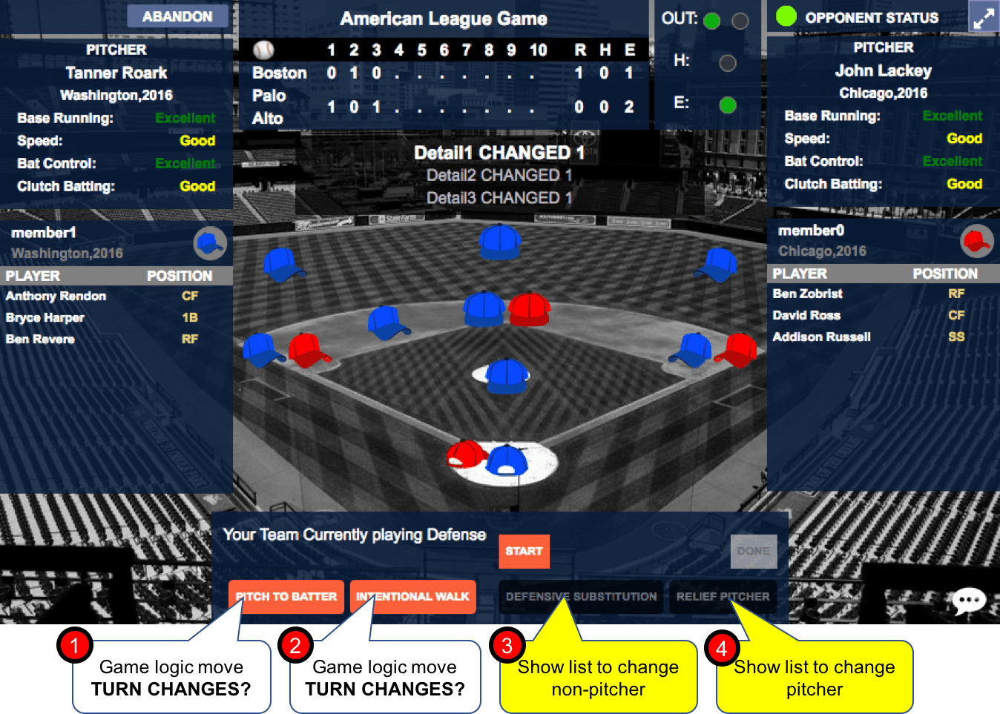 ABANDON
PITCHER
Tanner Roark
Washington,2016
Base Running: Excellent
Speed: Good
Bat Control: Excellent
Clutch Batting: Good
member1
Washington,2016
PLAYER POSITION
Anthony Rendon CF
Bryce Harper 1B
Ben Revere RF
American League Game
1 2 3 4 5 6 7 8 9 10 R H E
Boston 0 1 0 . . . . . . . 1 0 1
Palo
Alto 1 0 1 . . . . . . . 0 0 2
OUT:
H:
E:
Detail1 CHANGED 1
Detail2 CHANGED 1
Detail3 CHANGED 1
OPPONENT STATUS
PITCHER
John Lackey
Chicago,2016
Base Running: Excellent
Speed: Good
Bat Control: Excellent
Clutch Batting: Good
member0
Chicago,2016
PLAYER POSITION
Ben Zobrist RF
David Ross CF
Addison Russell SS
Your Team Currently playing Defense
START
DONE
PITCH TO BATTER
INTENTIONAL WALK
DEFENSIVE SUBSTITUTION
RELIEF PITCHER
1
Game logic move
TURN CHANGES?
2
Game logic move
TURN CHANGES?
3
Show list to change
non-pitcher
4
Show list to change
pitcher